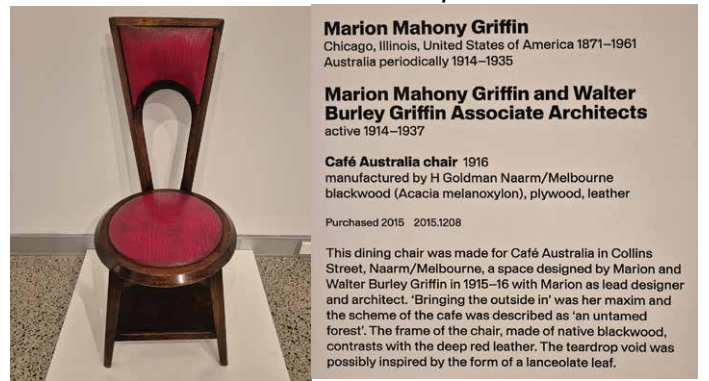 Marion Mahony Griffin
Chicago, Illinois, United States of America 1871–1961
Australia periodically 1914–1935
Marion Mahony Griffin and Walter
Burley Griffin Associate Architects
active 1914–1937
Café Australia chair 1916
manufactured by H Goldman Naarm/Melbourne
blackwood (Acacia melanoxylon), plywood, leather
Purchased 2015 2015.1208
This dining chair was made for Café Australia in Collins
Street, Naarm/Melbourne, a space designed by Marion and
Walter Burley Griffin in 1915–16 with Marion as lead designer
and architect. ‘Bringing the outside in’ was her maxim and
the scheme of the cafe was described as ‘an untamed
forest’. The frame of the chair, made of native blackwood,
contrasts with the deep red leather. The teardrop void was
possibly inspired by the form of a lanceolate leaf.